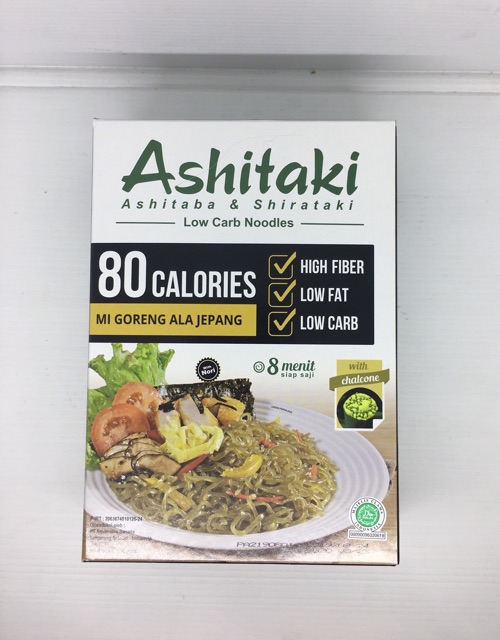 Ashitaki
Ashitaba & Shirataki
Low Carb Noodles
80 CALORIES
HIGH FIBER
LOW FAT
LOW CARB
MI GORENG ALA JEPANG
With
Nori
8 menit
siap saji
with
chalcone